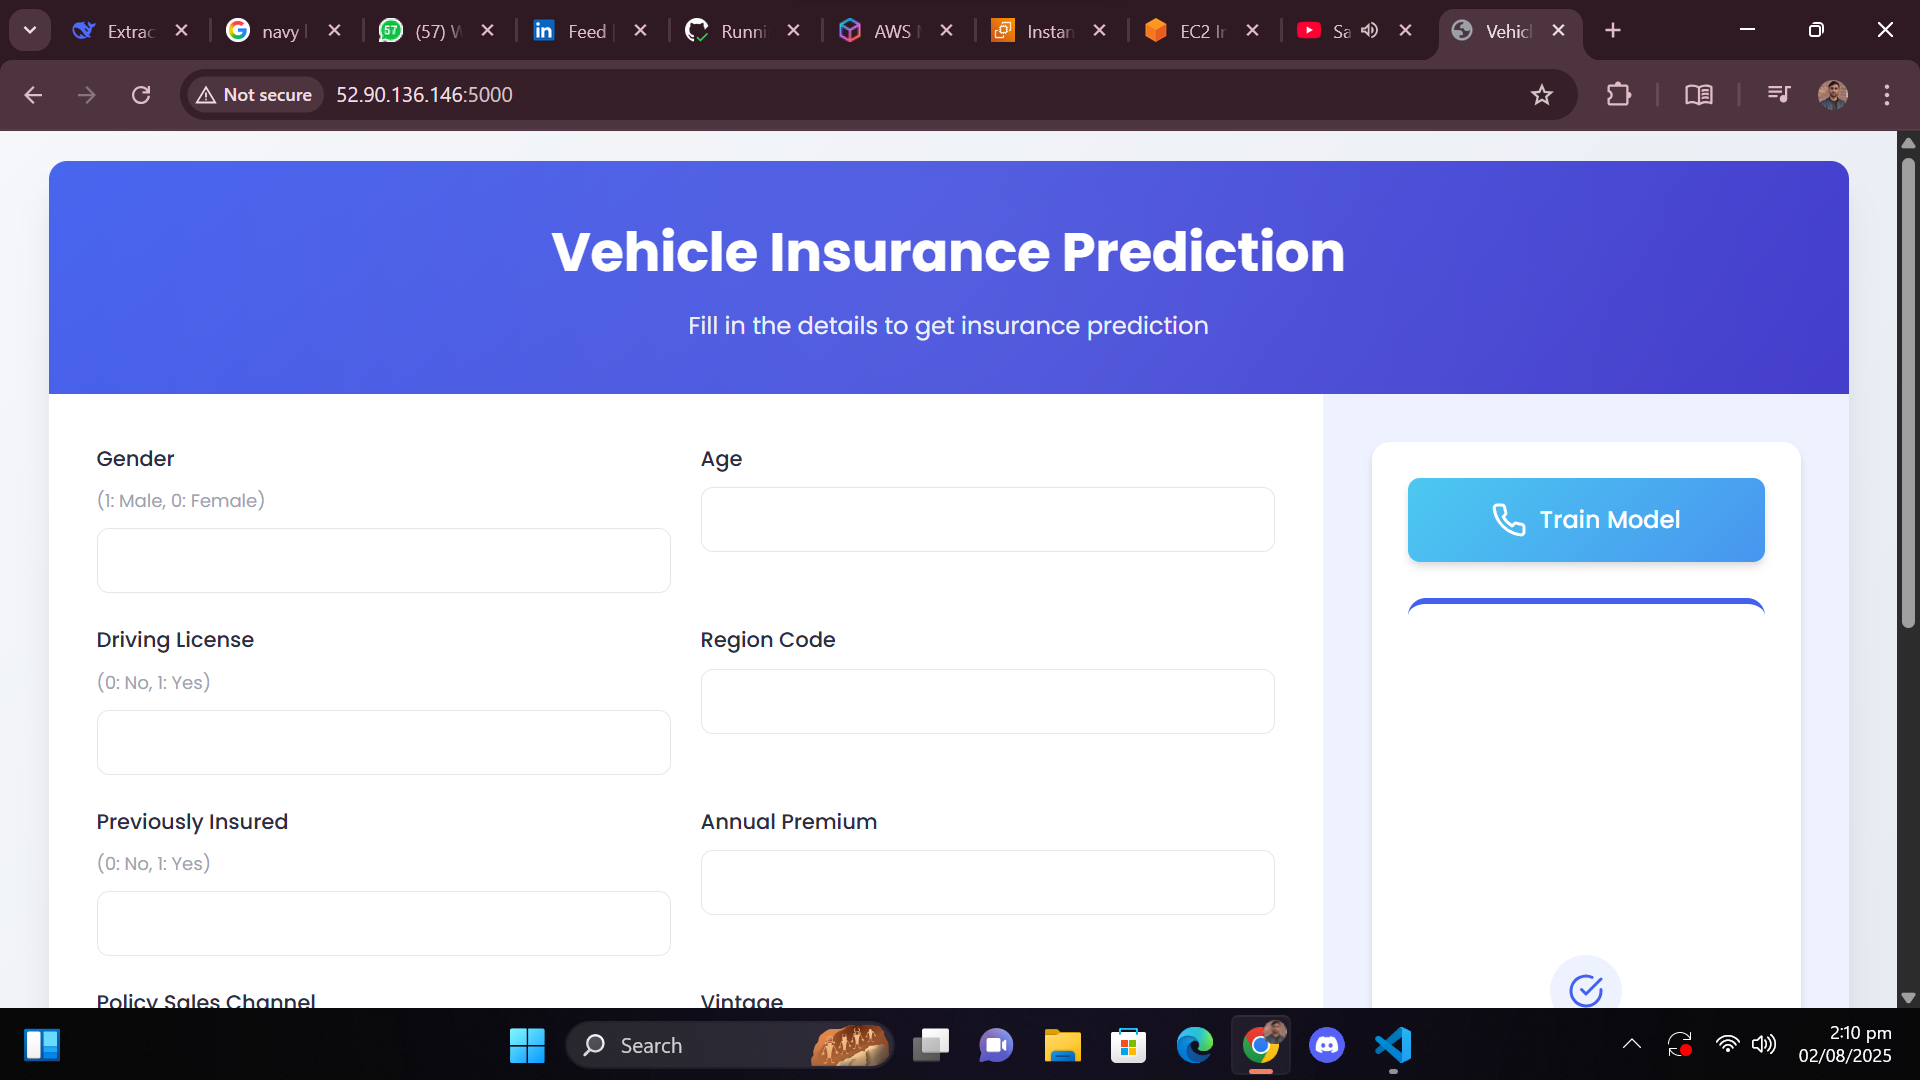 Extrac
navy
57
(57) W
Feed
Runni
AWS
Instan
EC2 In
Sa
Vehicl
Not secure
52.90.136.146:5000
Vehicle Insurance Prediction
Fill in the details to get insurance prediction
Gender
(1: Male, 0: Female)
Age
Driving License
(0: No, 1: Yes)
Region Code
Previously Insured
(0: No, 1: Yes)
Annual Premium
Policy Sales Channel
Vintage
Train Model
Search
2:10 pm
02/08/2025